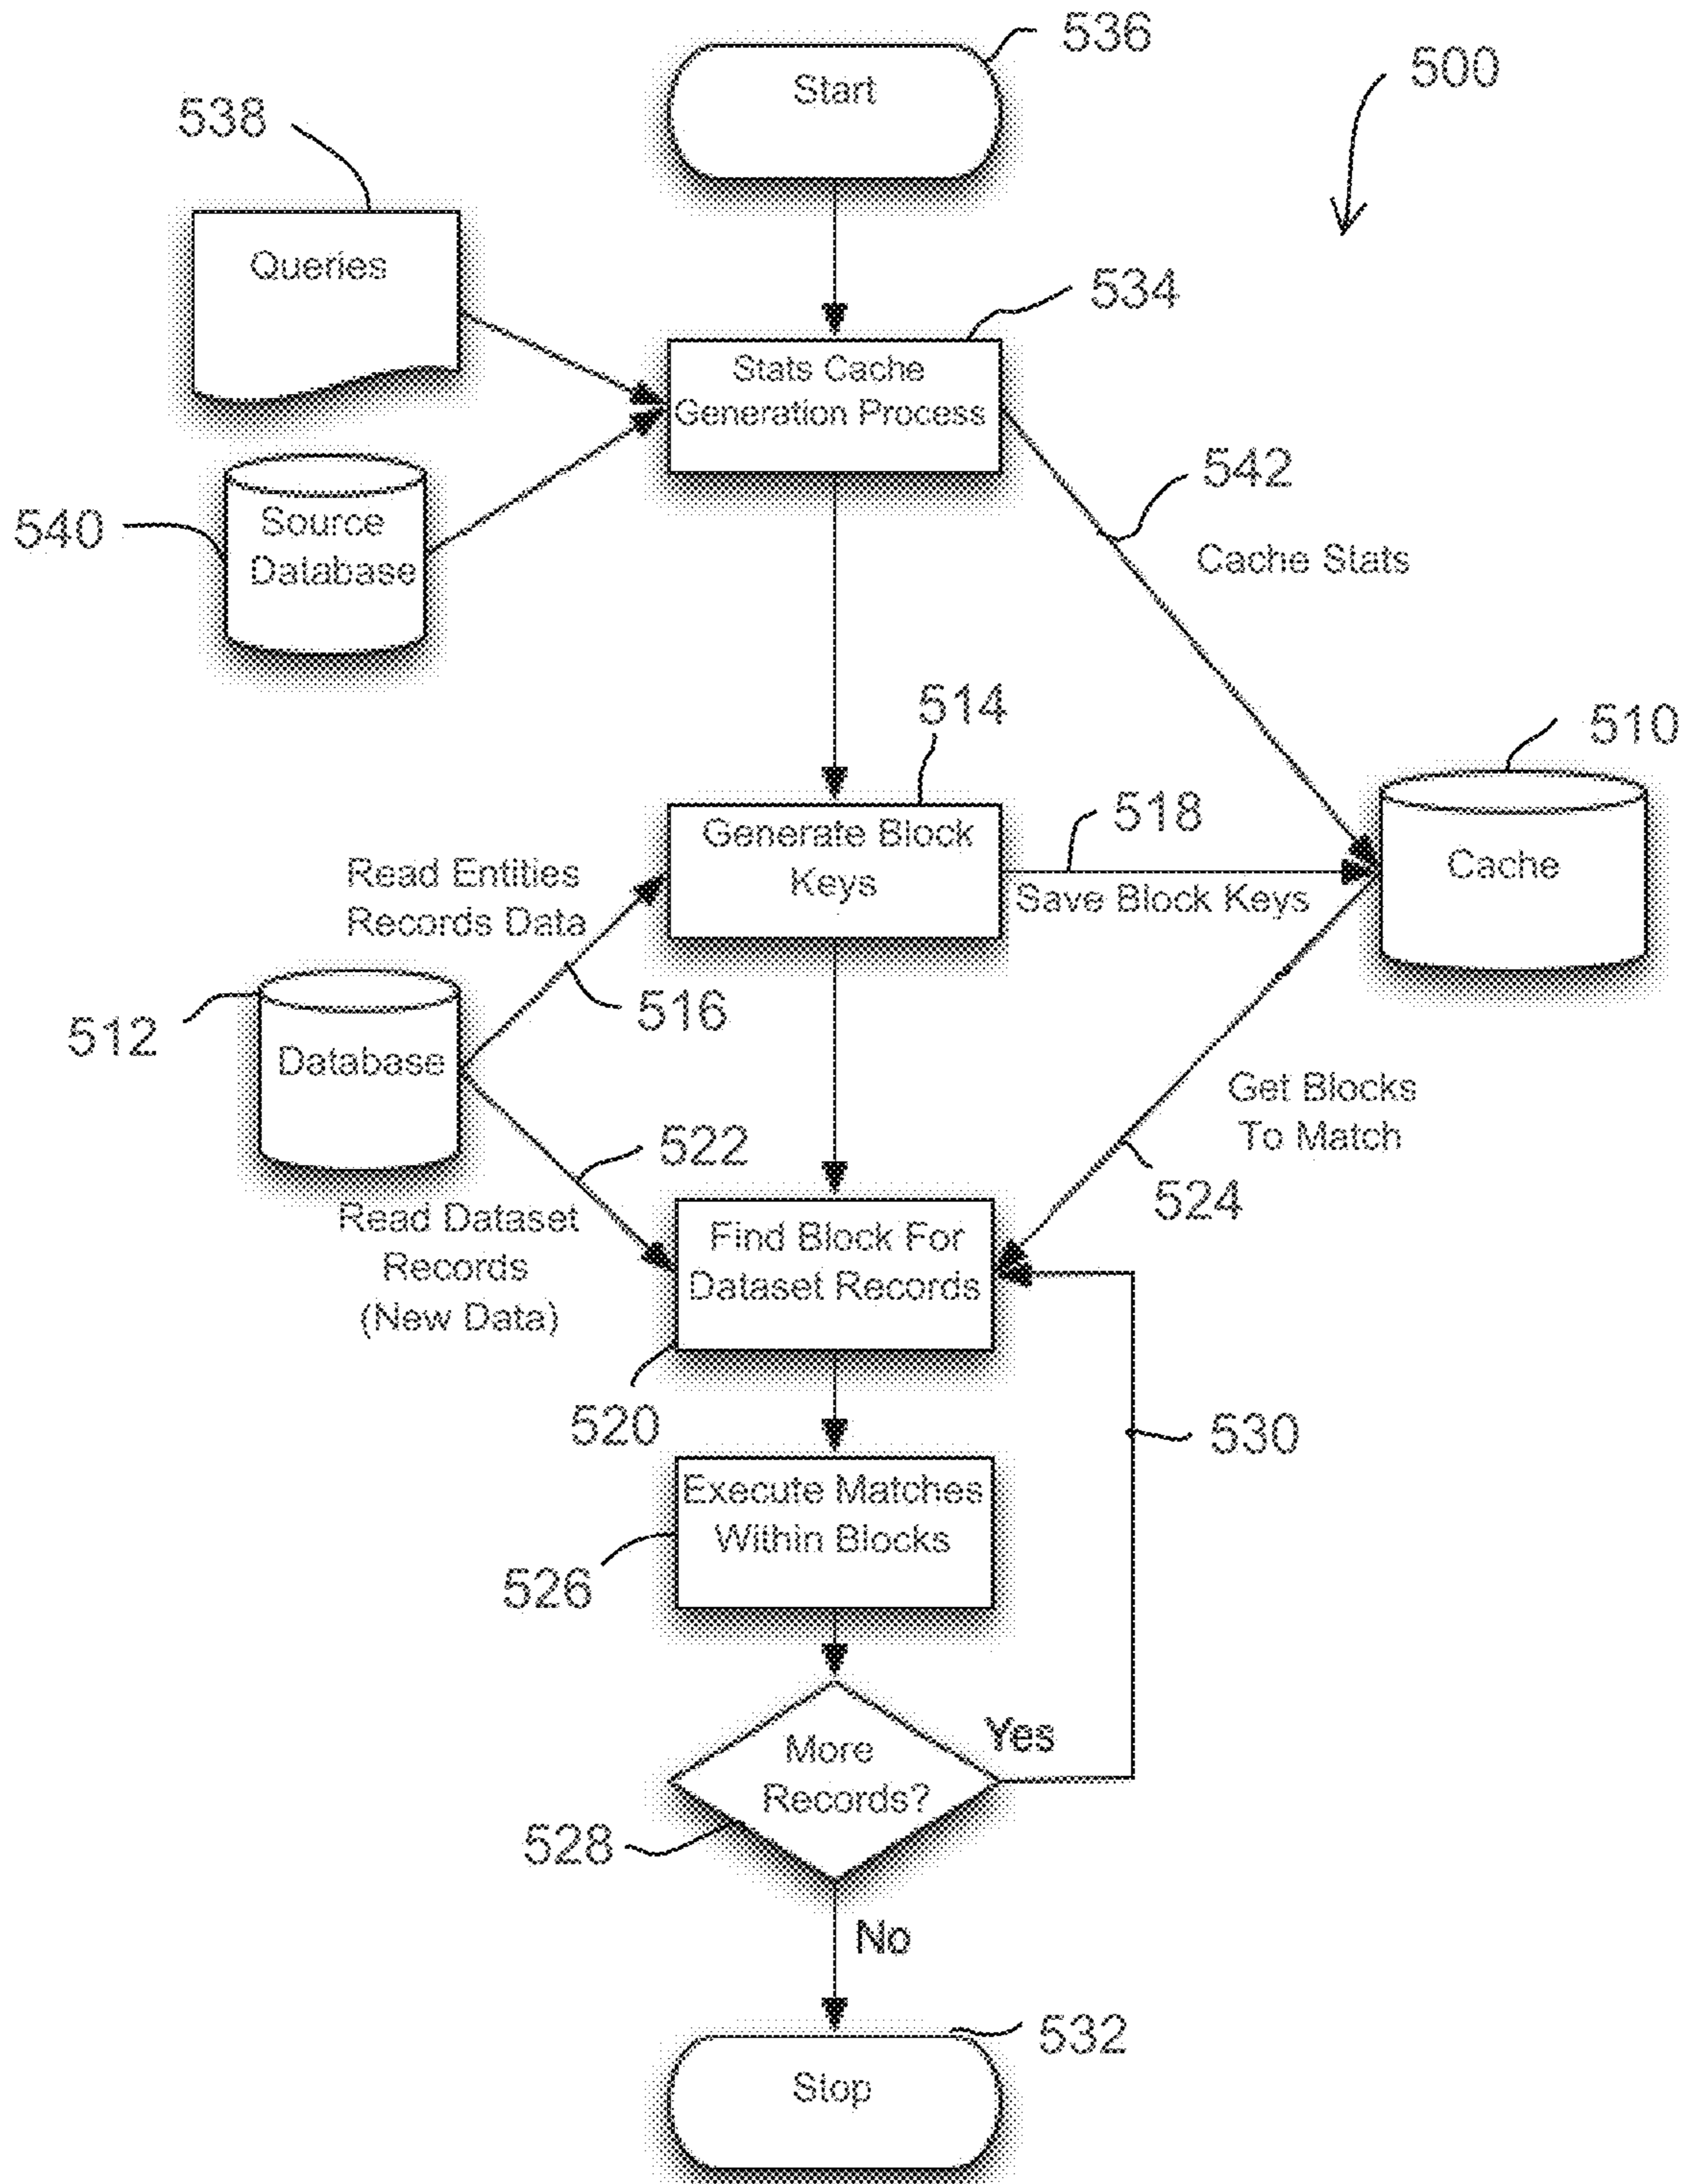 536
Start
500
538
Queries
534
Stats Cache
Generation Process
542
Cache Stats
540
Source
Database
514
Generate Block
Keys
518
Save Block Keys
510
Cache
Read Entities
Records Data
516
512
Database
522
Read Dataset
Records
(New Data)
Get Blocks
To Match
524
Find Block For
Dataset Records
520
530
Execute Matches
Within Blocks
526
More
Records?
Yes
528
No
532
Stop